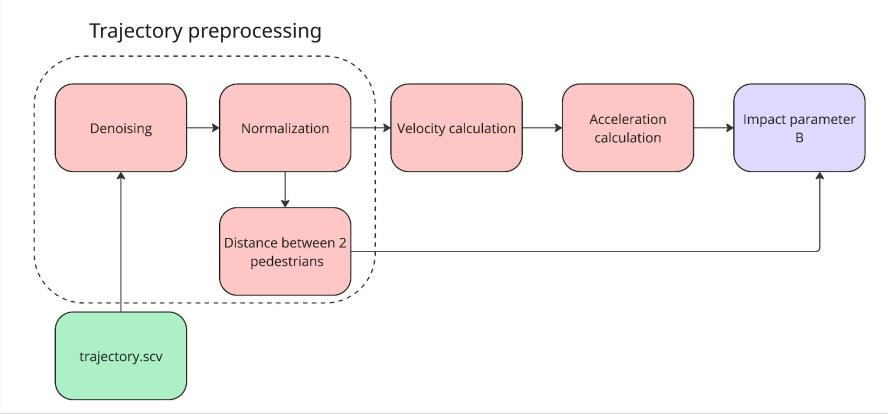 Trajectory preprocessing
Denoising
Normalization
Velocity calculation
Acceleration
calculation
Impact parameter
B
Distance between 2
pedestrians
trajectory.scv